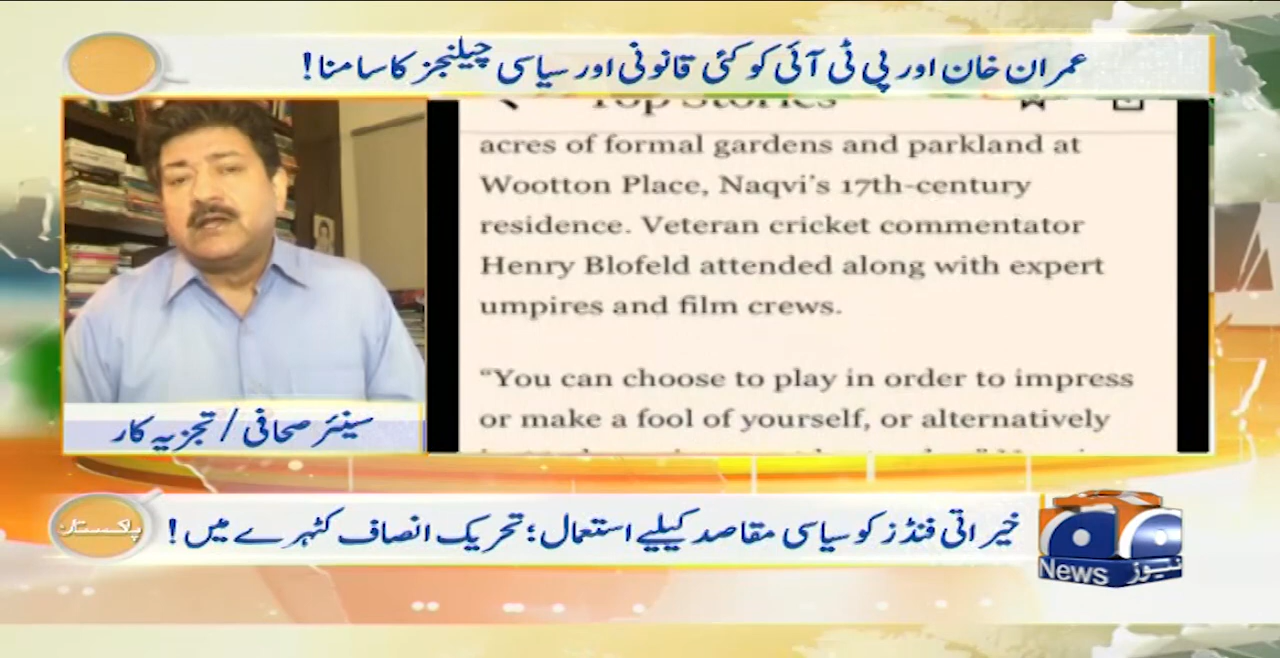 عمران خان اور پی ٹی آئی کو کئی قانونی اور سیاسی چیلنجز کا سامنا!
Top Stories
acres of formal gardens and parkland at
Wootton Place, Naqvi's 17th-century
residence. Veteran cricket commentator
Henry Blofeld attended along with expert
umpires and film crews.
“You can choose to play in order to impress
or make a fool of yourself, or alternatively
سینئر صحافی / تجزیہ کار
پاکستان
خیراتی فنڈز کو سیاسی مقاصد کیلیے استعمال؛ تحریک انصاف کٹہرے میں!
News نیوز